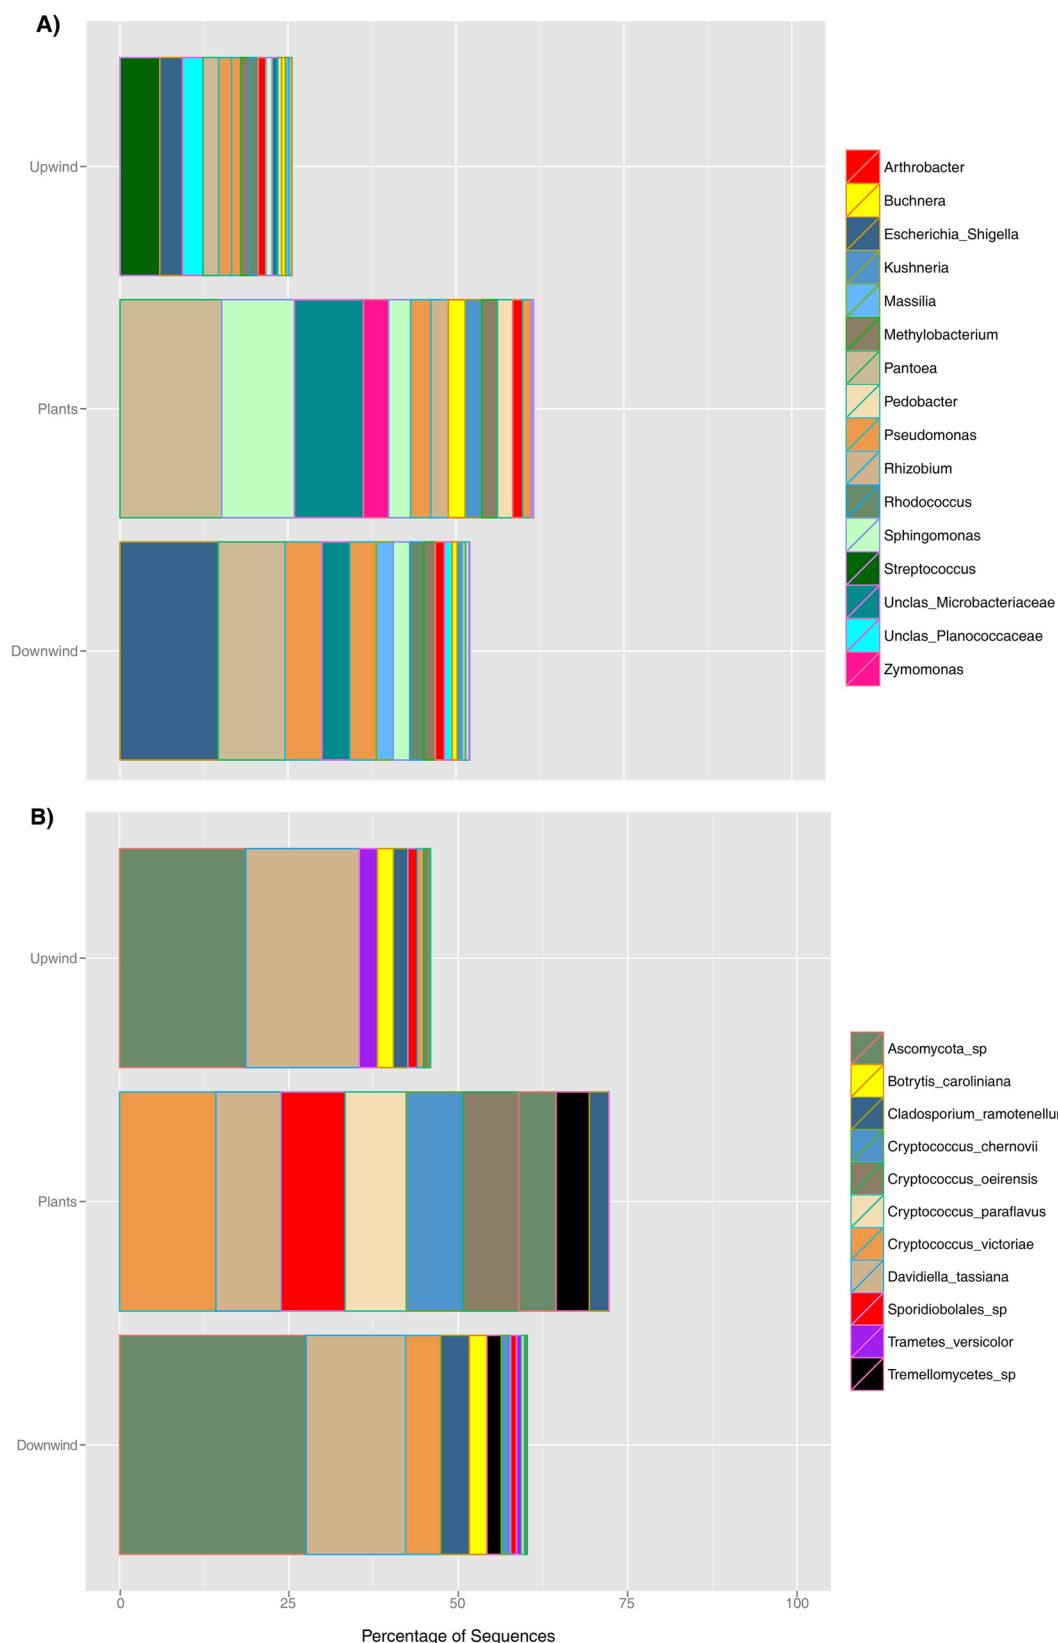 A)
Upwind
Plants
Downwind
Arthrobacter
Buchnera
Escherichia_Shigella
Kushneria
Massilia
Methylobacterium
Pantoea
Pedobacter
Pseudomonas
Rhizobium
Rhodococcus
Sphingomonas
Streptococcus
Unclas_Microbacteriaceae
Unclas_Planococcaceae
Zymomonas
B)
Upwind
Plants
Downwind
Ascomycota_sp
Botrytis_caroliniana
Cladosporium_ramotenellu
Cryptococcus_chernovii
Cryptococcus_oeirensis
Cryptococcus_paraflavus
Cryptococcus_victoriae
Davidiella_tassiana
Sporidiobolales_sp
Trametes_versicolor
Tremellomycetes_sp
0 25 50 75 100
Percentage of Sequences